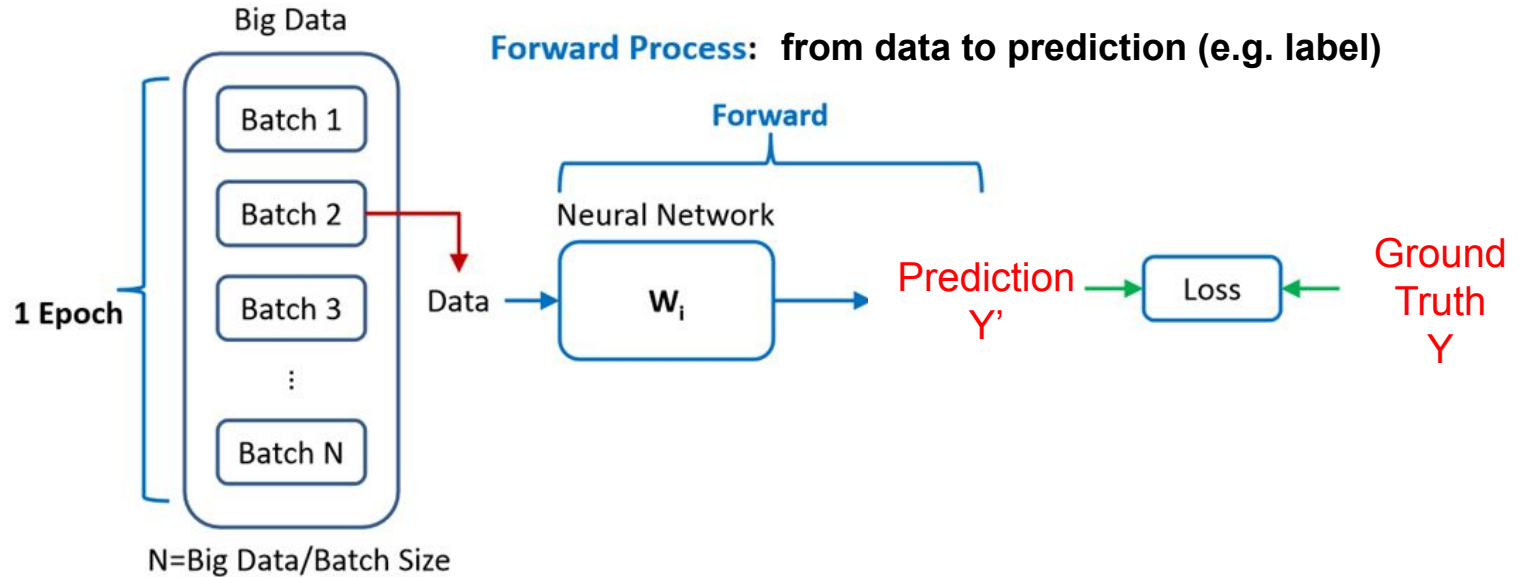 Big Data
Forward Process: from data to prediction (e.g. label)
Batch 1
Forward
Batch 2
Neural Network
1 Epoch
Batch 3
Data
W_i
Prediction
Y’
Loss
Ground
Truth
Y
⋮
Batch N
N=Big Data/Batch Size